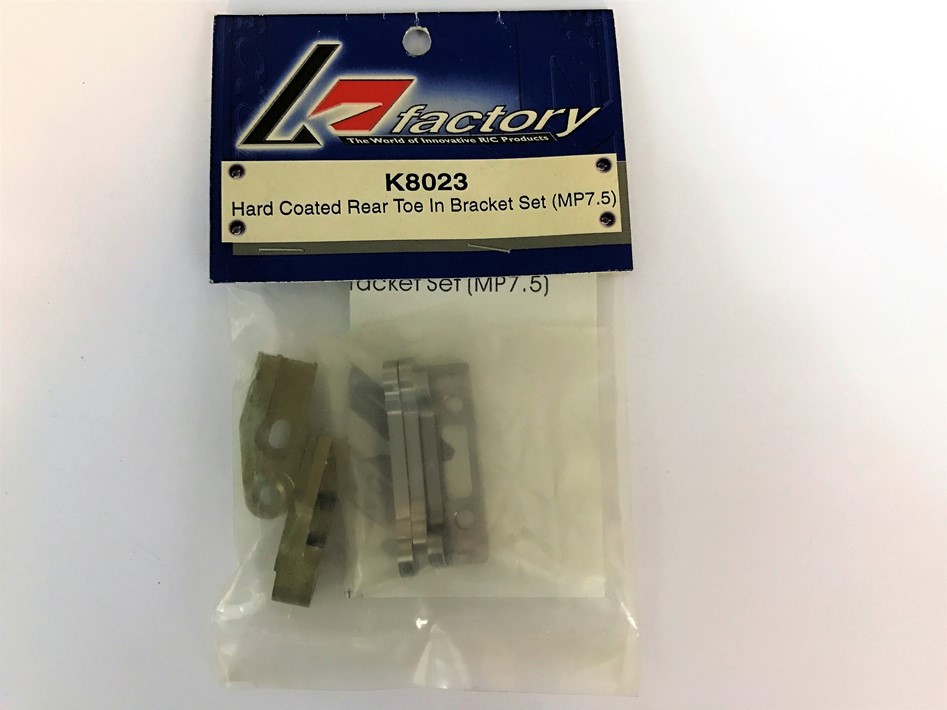 K factory
The World of Innovative R/C Products
K8023
Hard Coated Rear Toe In Bracket Set (MP7.5)
racket Set (MP7.5)